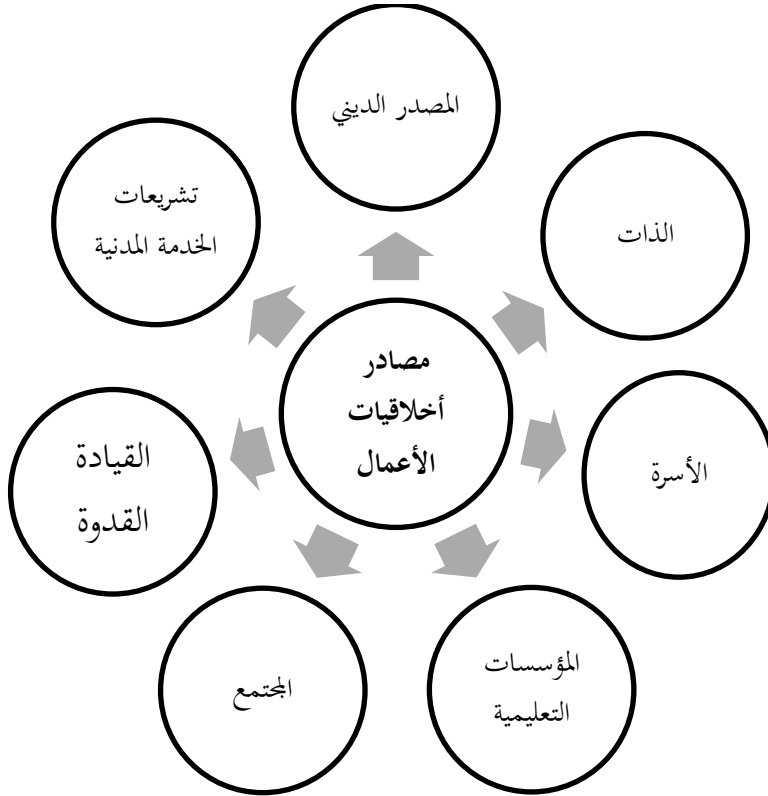 المصدر الديني
الذات
الأسرة
المؤسسات
التعليمية
المجتمع
القيادة
القدوة
تشريعات
الخدمة المدنية
مصادر
أخلاقيات
الأعمال